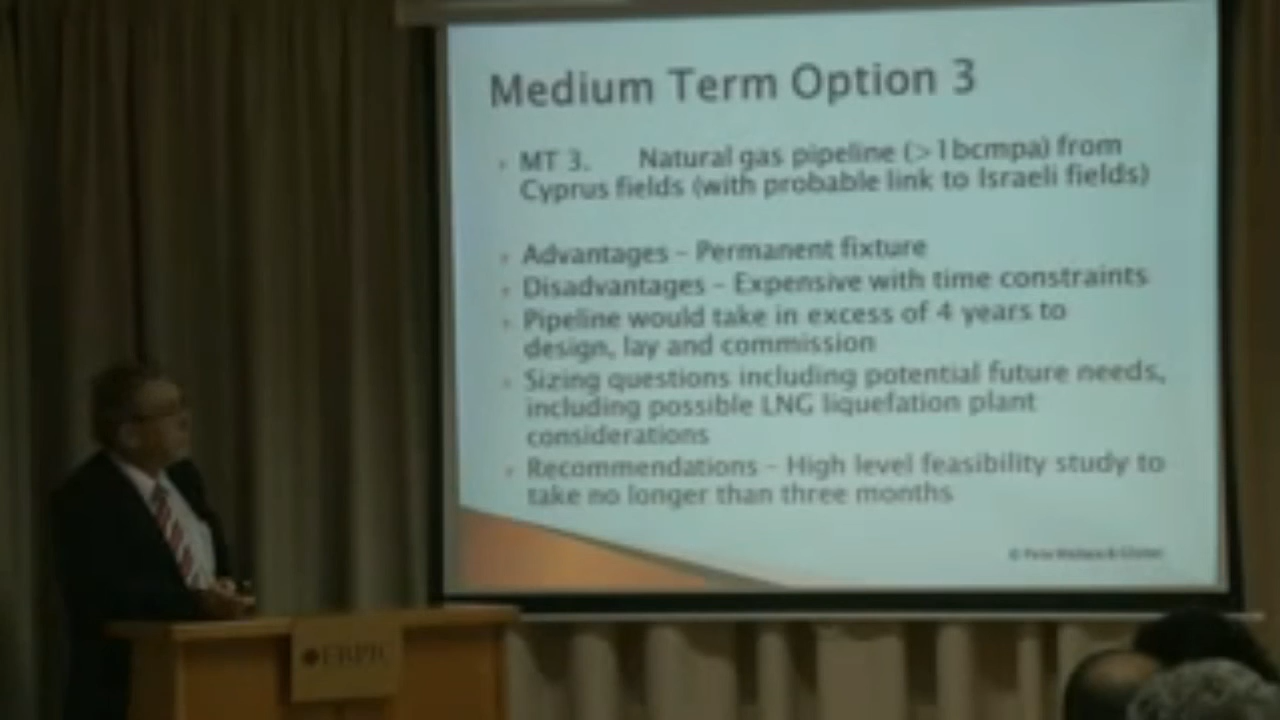 Medium Term Option 3
MT 3. Natural gas pipeline (>1bcmpa) from
Cyprus fields (with probable link to Israeli fields)
Advantages – Permanent fixture
Disadvantages – Expensive with time constraints
Pipeline would take in excess of 4 years to
design, lay and commission
Sizing questions including potential future needs,
including possible LNG liquefation plant
considerations
Recommendations – High level feasibility study to
take no longer than three months
ERPIC